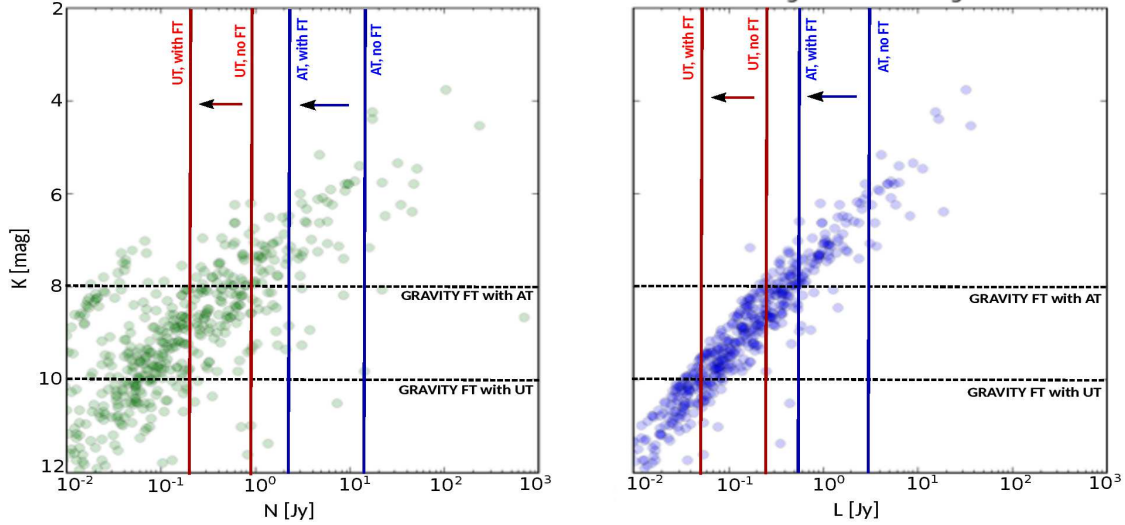 UT, with FT
UT, no FT
AT, with FT
AT, no FT
2
4
6
8
10
12
K [mag]
GRAVITY FT with AT
GRAVITY FT with UT
10-2
10-1
100
101
102
103
N [Jy]
UT, with FT
UT, no FT
AT, with FT
AT, no FT
GRAVITY FT with AT
GRAVITY FT with UT
10-2
10-1
100
101
102
103
L [Jy]